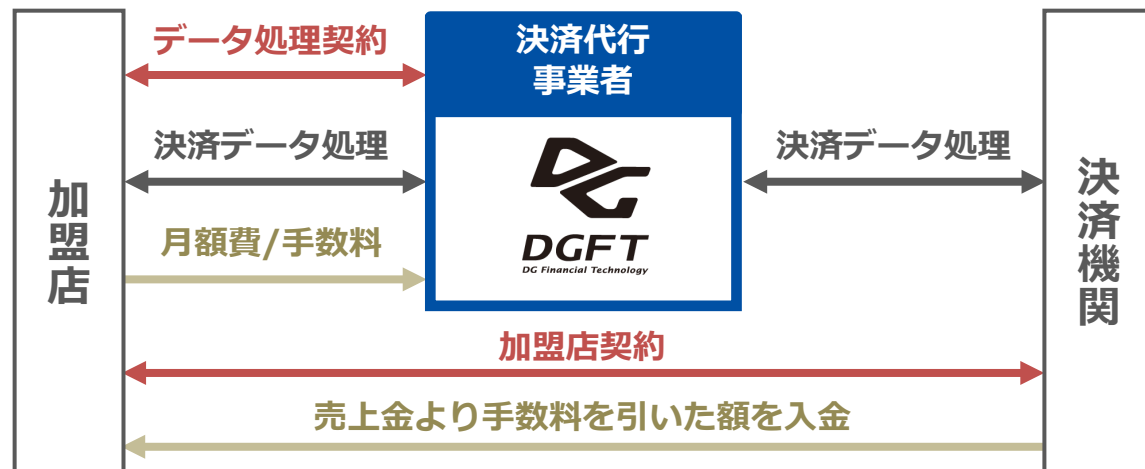 加盟店
データ処理契約
決済データ処理
月額費/手数料
決済代行
事業者
DGFT
DG Financial Technology
決済データ処理
加盟店契約
売上金より手数料を引いた額を入金
決済機関